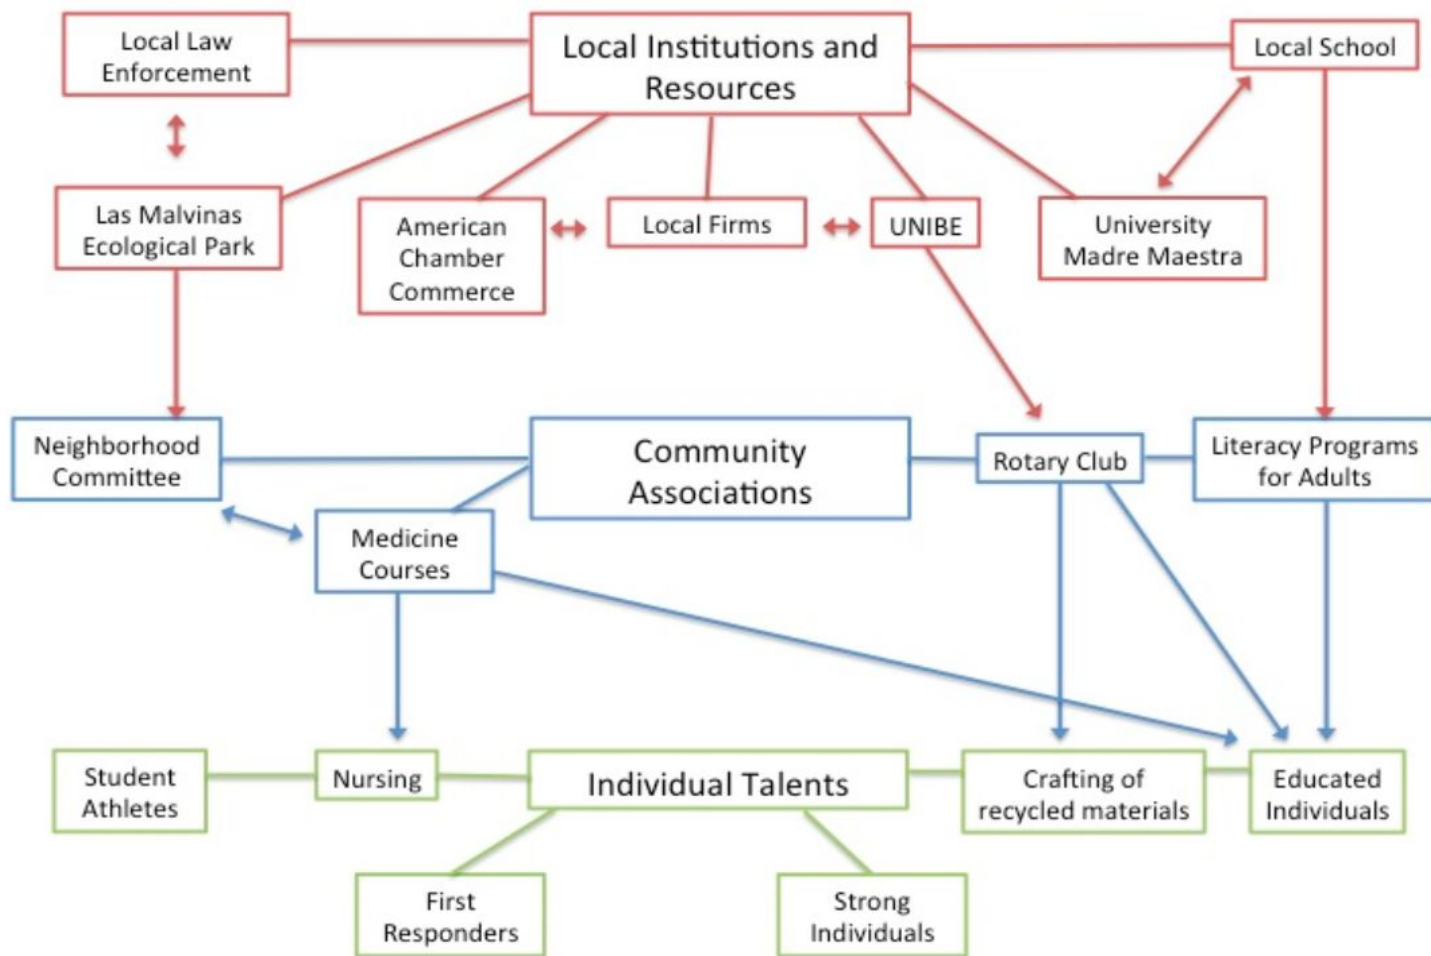 Local Law
Enforcement
Local Institutions and
Resources
Local School
Las Malvinas
Ecological Park
American
Chamber
Commerce
Local Firms
UNIBE
University
Madre Maestra
Neighborhood
Committee
Community
Associations
Rotary Club
Literacy Programs
for Adults
Medicine
Courses
Student
Athletes
Nursing
Individual Talents
Crafting of
recycled materials
Educated
Individuals
First
Responders
Strong
Individuals